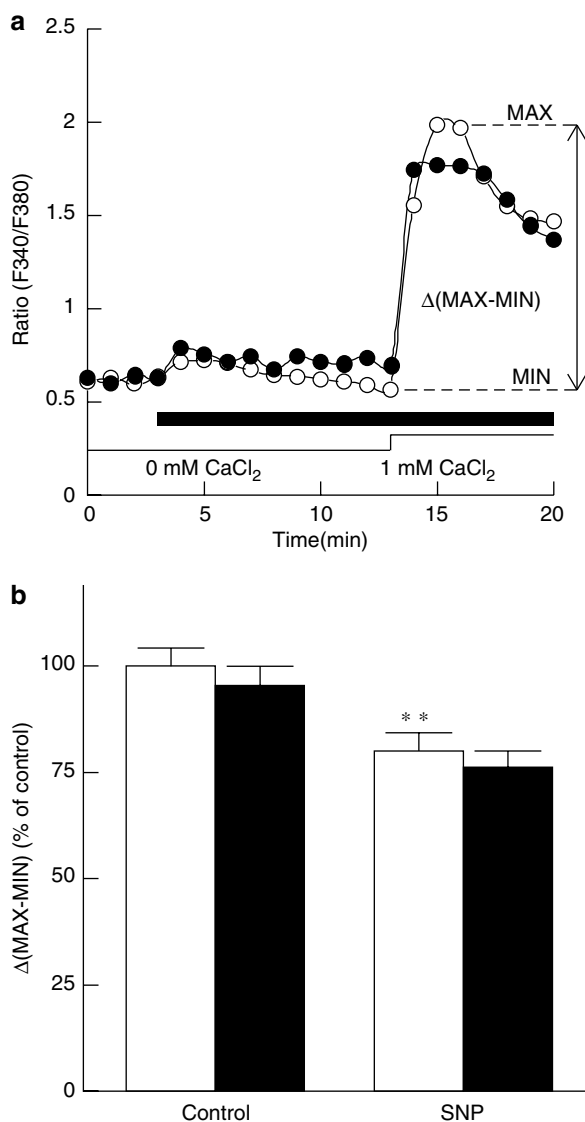 a
2.5
2
1.5
1
0.5
0
Ratio (F340/F380)
MAX
Δ(MAX-MIN)
MIN
0 mM CaCl₂
1 mM CaCl₂
0 5 10 15 20
Time(min)
b
100
75
50
25
0
Δ(MAX-MIN) (% of control)
**
Control SNP